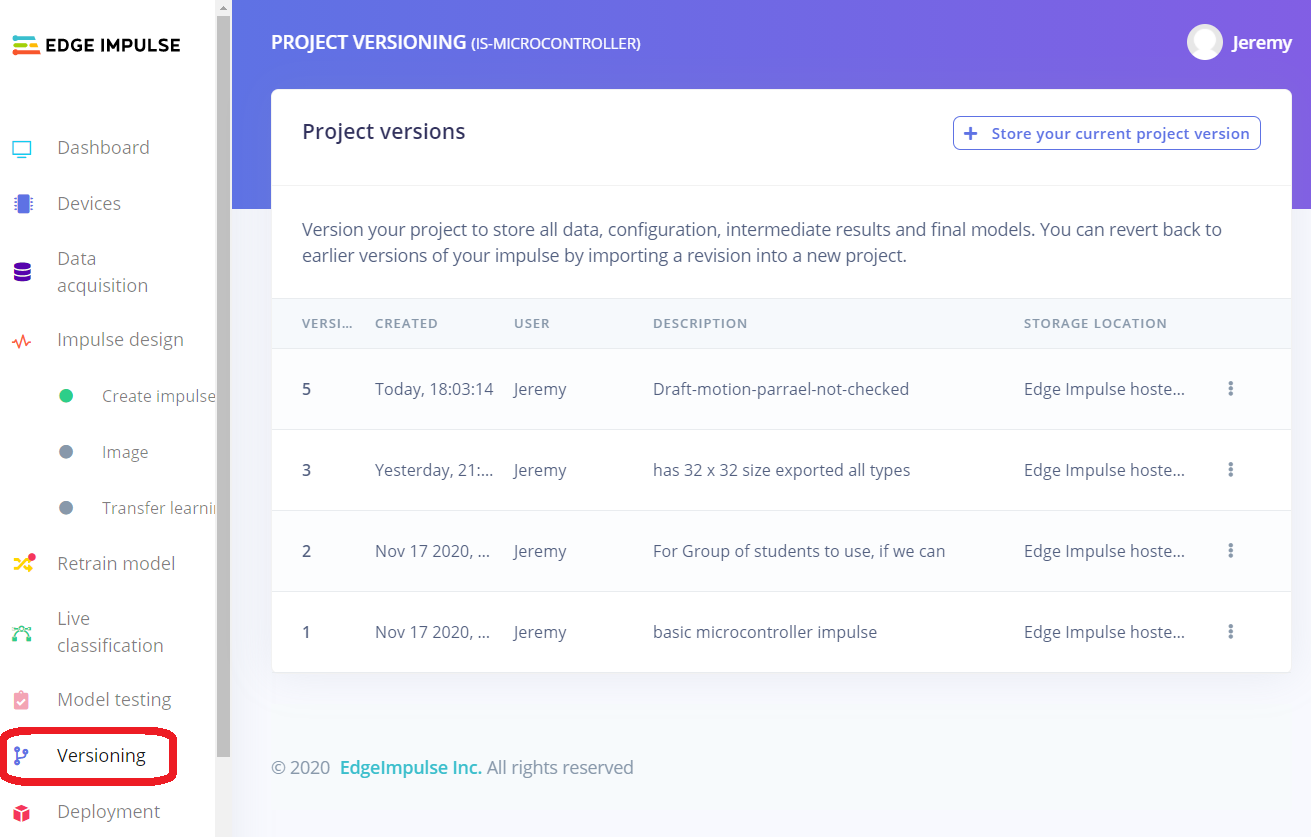 EDGE IMPULSE
Dashboard
Devices
Data
acquisition
Impulse design
Create impulse
Image
Transfer learni
Retrain model
Live
classification
Model testing
Versioning
Deployment
PROJECT VERSIONING (IS-MICROCONTROLLER)
Jeremy
Project versions
+ Store your current project version
Version your project to store all data, configuration, intermediate results and final models. You can revert back to
earlier versions of your impulse by importing a revision into a new project.
VERSI... CREATED USER DESCRIPTION STORAGE LOCATION
5 Today, 18:03:14 Jeremy Draft-motion-parrael-not-checked Edge Impulse hoste...
3 Yesterday, 21:... Jeremy has 32 x 32 size exported all types Edge Impulse hoste...
2 Nov 17 2020, ... Jeremy For Group of students to use, if we can Edge Impulse hoste...
1 Nov 17 2020, ... Jeremy basic microcontroller impulse Edge Impulse hoste...
© 2020 EdgeImpulse Inc. All rights reserved